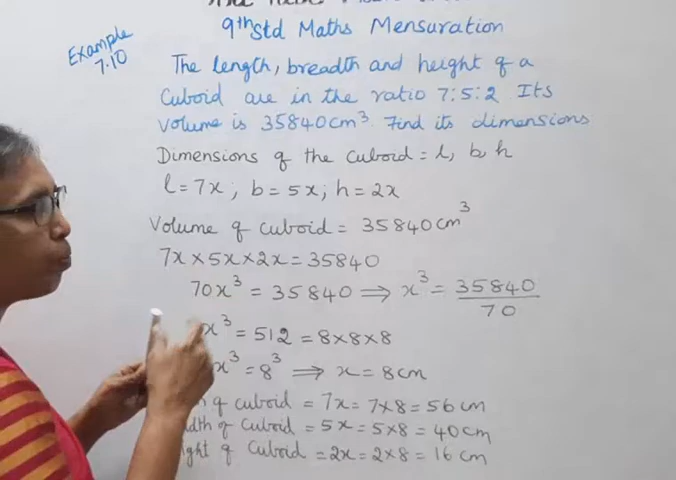 9th Std Maths Mensuration
Example
7.10
The length, breadth and height of a
Cuboid are in the ratio 7:5:2 Its
volume is 35840cm³. Find its dimensions
Dimensions of the cuboid = l, b, h
l = 7x ; b = 5x ; h = 2x
Volume of cuboid = 35840cm³
7x × 5x × 2x = 35840
70x³ = 35840 ⟹ x³ = 35840/70
x³ = 512 = 8×8×8
x³ = 8³ ⟹ x = 8cm
of cuboid = 7x = 7×8 = 56cm
of Cuboid = 5x = 5×8 = 40cm
of Cuboid = 2x = 2×8 = 16cm